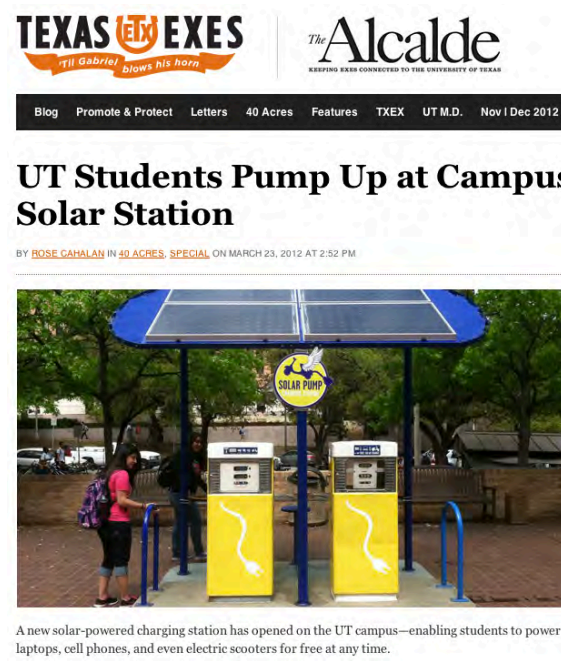 TEXAS ETX EXES
'Til Gabriel blows his horn
The Alcalde
KEEPING EXES CONNECTED TO THE UNIVERSITY OF TEXAS
Blog Promote & Protect Letters 40 Acres Features TXEX UT M.D. Nov | Dec 2012
UT Students Pump Up at Campus
Solar Station
BY ROSE CAHALAN IN 40 ACRES, SPECIAL ON MARCH 23, 2012 AT 2:52 PM
SOLAR PUMP
A new solar-powered charging station has opened on the UT campus—enabling students to power
laptops, cell phones, and even electric scooters for free at any time.